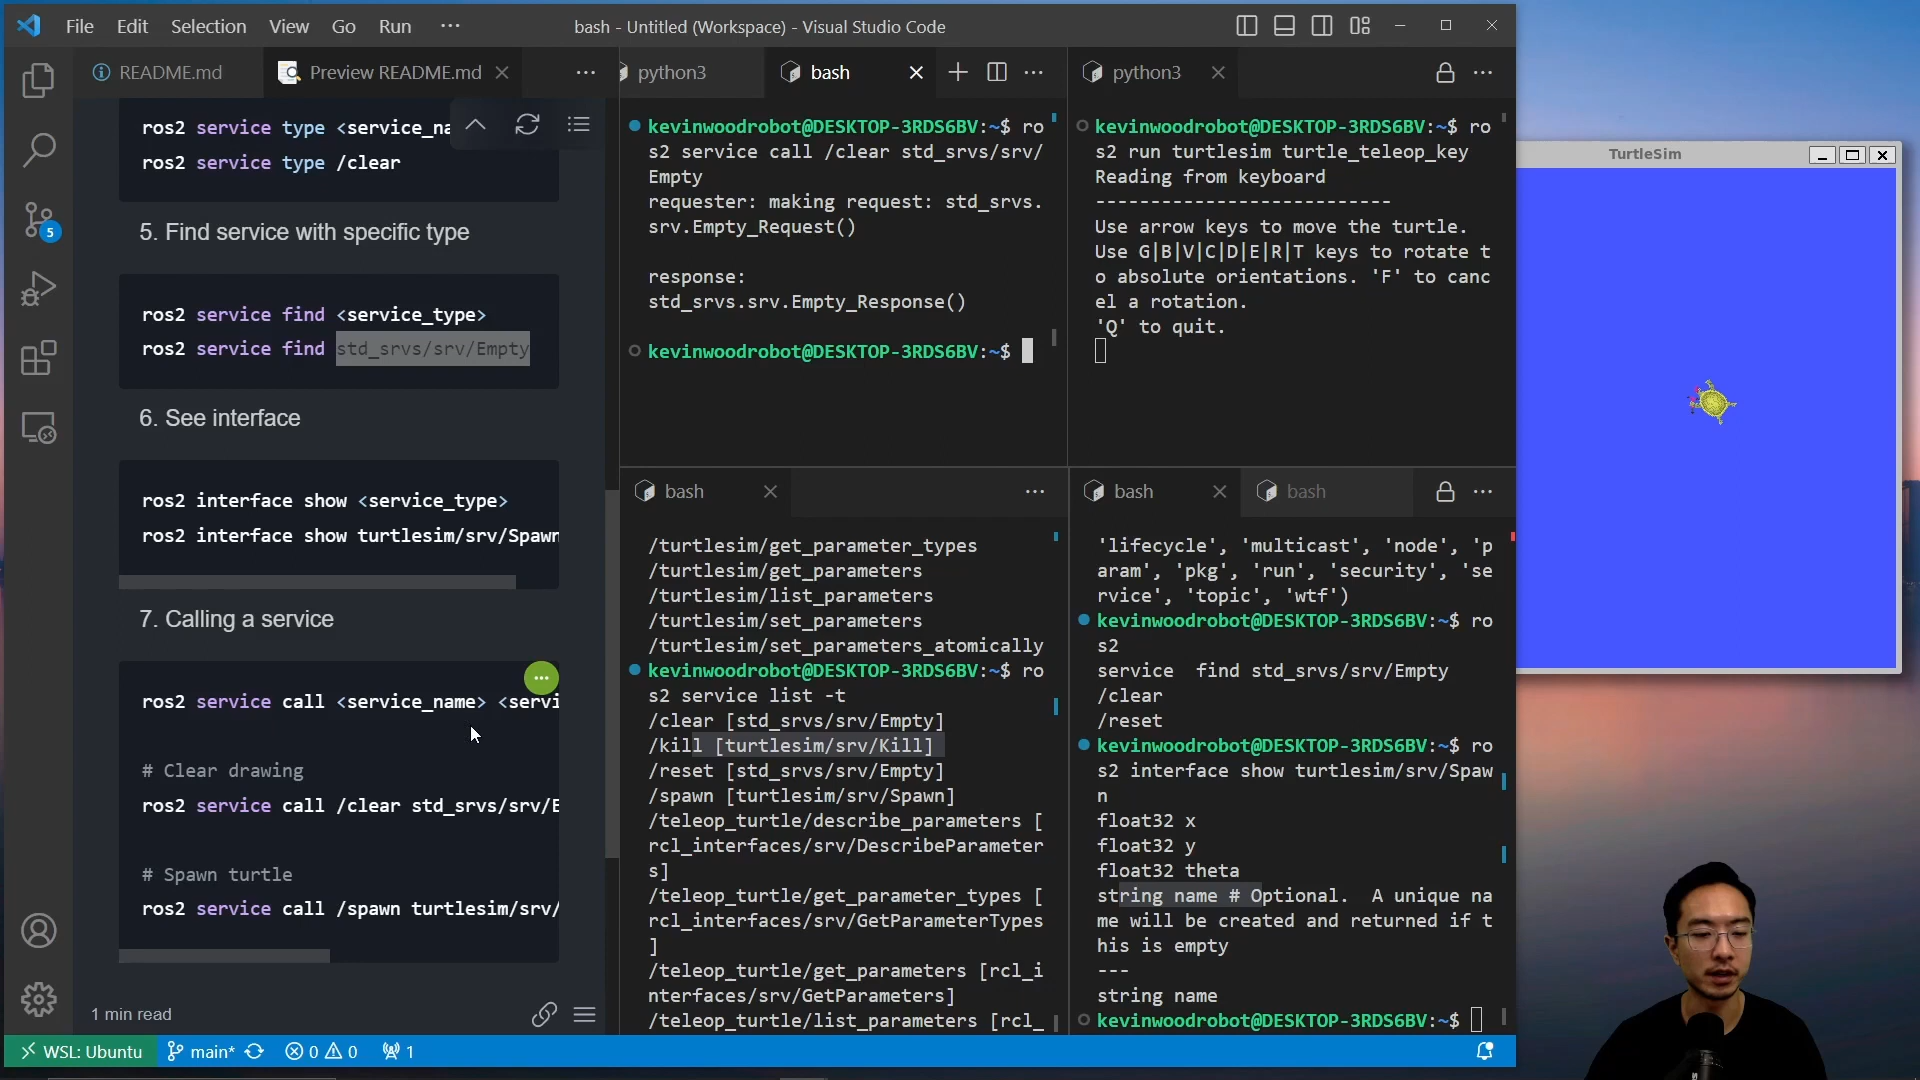 File Edit Selection View Go Run ···
bash - Untitled (Workspace) - Visual Studio Code
README.md
Preview README.md
ros2 service type <service_na
ros2 service type /clear
5. Find service with specific type
ros2 service find <service_type>
ros2 service find std_srvs/srv/Empty
6. See interface
ros2 interface show <service_type>
ros2 interface show turtlesim/srv/Spawn
7. Calling a service
ros2 service call <service_name> <servi
# Clear drawing
ros2 service call /clear std_srvs/srv/E
# Spawn turtle
ros2 service call /spawn turtlesim/srv/
1 min read
python3
bash
kevinwoodrobot@DESKTOP-3RDS6BV:~$ ro
s2 service call /clear std_srvs/srv/
Empty
requester: making request: std_srvs.
srv.Empty_Request()
response:
std_srvs.srv.Empty_Response()
kevinwoodrobot@DESKTOP-3RDS6BV:~$
python3
kevinwoodrobot@DESKTOP-3RDS6BV:~$ ro
s2 run turtlesim turtle_teleop_key
Reading from keyboard
---------------------------
Use arrow keys to move the turtle.
Use G|B|V|C|D|E|R|T keys to rotate t
o absolute orientations. 'F' to canc
el a rotation.
'Q' to quit.
bash
/turtlesim/get_parameter_types
/turtlesim/get_parameters
/turtlesim/list_parameters
/turtlesim/set_parameters
/turtlesim/set_parameters_atomically
kevinwoodrobot@DESKTOP-3RDS6BV:~$ ro
s2 service list -t
/clear [std_srvs/srv/Empty]
/kill [turtlesim/srv/Kill]
/reset [std_srvs/srv/Empty]
/spawn [turtlesim/srv/Spawn]
/teleop_turtle/describe_parameters [
rcl_interfaces/srv/DescribeParameter
s]
/teleop_turtle/get_parameter_types [
rcl_interfaces/srv/GetParameterTypes
]
/teleop_turtle/get_parameters [rcl_i
nterfaces/srv/GetParameters]
/teleop_turtle/list_parameters [rcl_
bash
bash
'lifecycle', 'multicast', 'node', 'p
aram', 'pkg', 'run', 'security', 'se
rvice', 'topic', 'wtf')
kevinwoodrobot@DESKTOP-3RDS6BV:~$ ro
s2
service  find std_srvs/srv/Empty
/clear
/reset
kevinwoodrobot@DESKTOP-3RDS6BV:~$ ro
s2 interface show turtlesim/srv/Spaw
n
float32 x
float32 y
float32 theta
string name # Optional.  A unique na
me will be created and returned if t
his is empty
---
string name
kevinwoodrobot@DESKTOP-3RDS6BV:~$
TurtleSim
5
WSL: Ubuntu main* 0 0 1